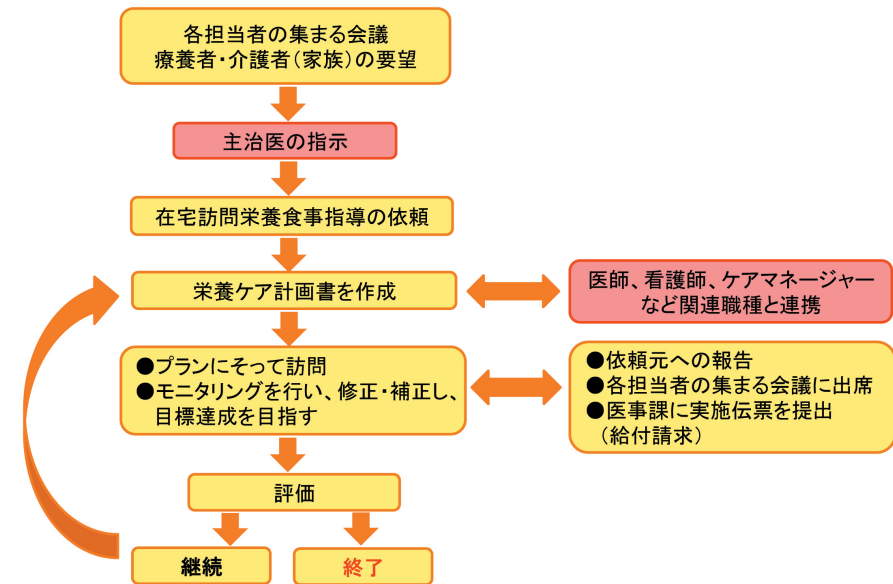 各担当者の集まる会議
療養者・介護者(家族)の要望
主治医の指示
在宅訪問栄養食事指導の依頼
栄養ケア計画書を作成
医師、看護師、ケアマネージャー
など関連職種と連携
●プランにそって訪問
●モニタリングを行い、修正・補正し、
目標達成を目指す
●依頼元への報告
●各担当者の集まる会議に出席
●医事課に実施伝票を提出
(給付請求)
評価
継続
終了